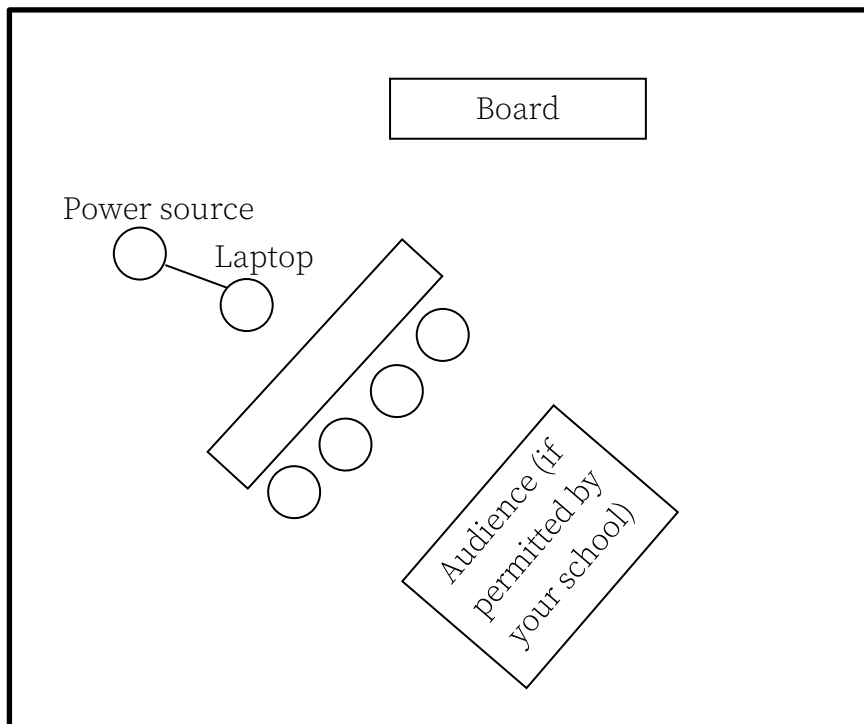 Board
Power source
Laptop
Audience (if
permitted by
your school)